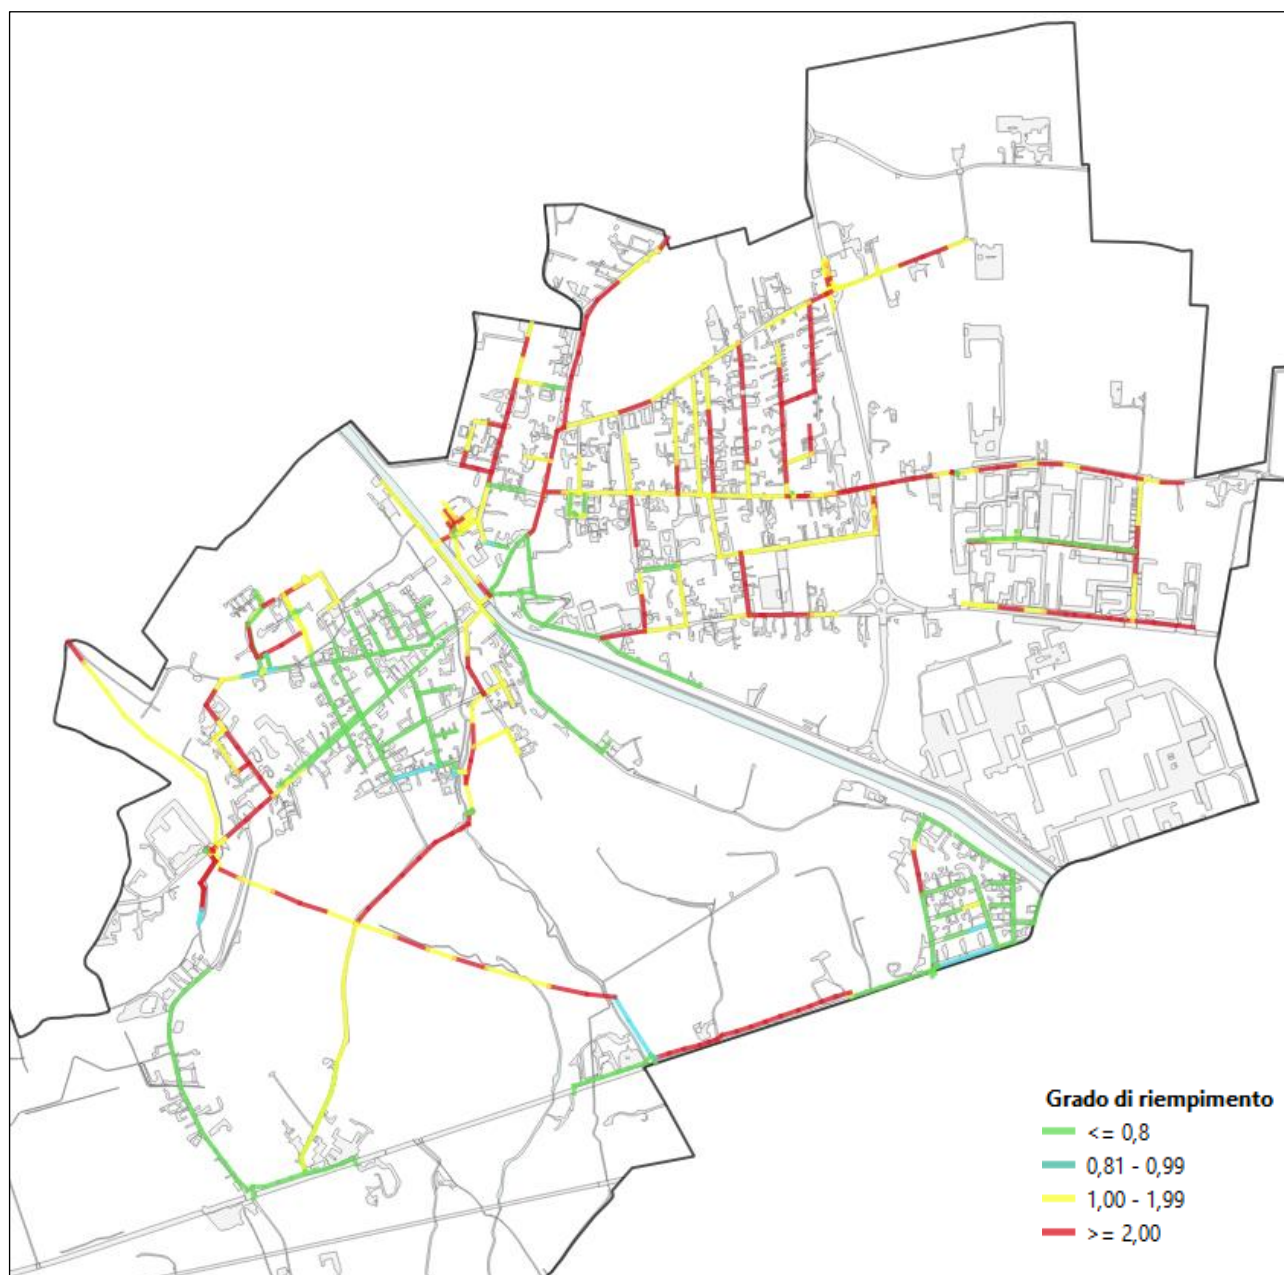 Grado di riempimento
<= 0,8
0,81 - 0,99
1,00 - 1,99
>= 2,00